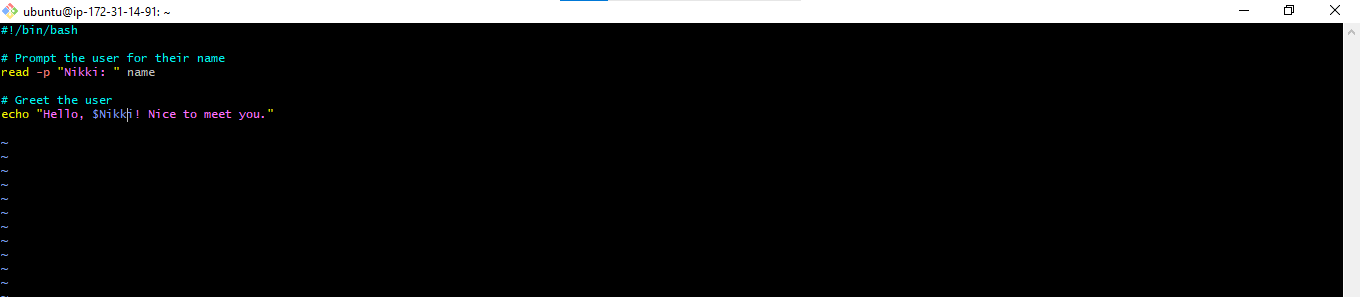 ubuntu@ip-172-31-14-91: ~
#!/bin/bash
# Prompt the user for their name
read -p "Nikki: " name
# Greet the user
echo "Hello, $Nikki! Nice to meet you."
~
~
~
~
~
~
~
~
~
~
~
~